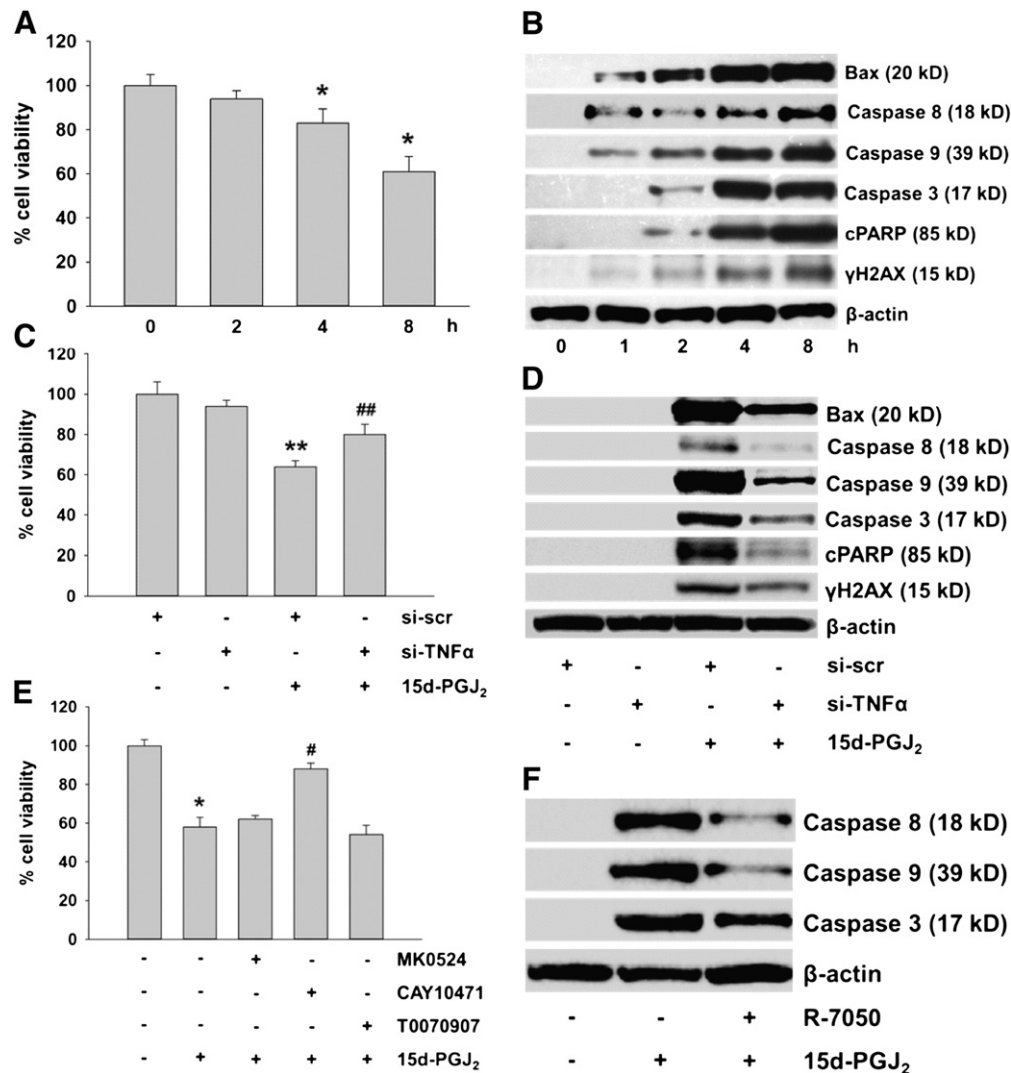 A
% cell viability
120
100
80
60
40
20
0
*
*
0 2 4 8 h
B
Bax (20 kD)
Caspase 8 (18 kD)
Caspase 9 (39 kD)
Caspase 3 (17 kD)
cPARP (85 kD)
γH2AX (15 kD)
β-actin
0 1 2 4 8 h
C
% cell viability
120
100
80
60
40
20
0
**
##
+ - + - si-scr
- + - + si-TNFα
- - + + 15d-PGJ₂
D
Bax (20 kD)
Caspase 8 (18 kD)
Caspase 9 (39 kD)
Caspase 3 (17 kD)
cPARP (85 kD)
γH2AX (15 kD)
β-actin
+ - + - si-scr
- + - + si-TNFα
- - + + 15d-PGJ₂
E
% cell viability
120
100
80
60
40
20
0
*
#
- - + - - MK0524
- - - + - CAY10471
- - - - + T0070907
- + + + + 15d-PGJ₂
F
Caspase 8 (18 kD)
Caspase 9 (39 kD)
Caspase 3 (17 kD)
β-actin
- - + R-7050
- + + 15d-PGJ₂